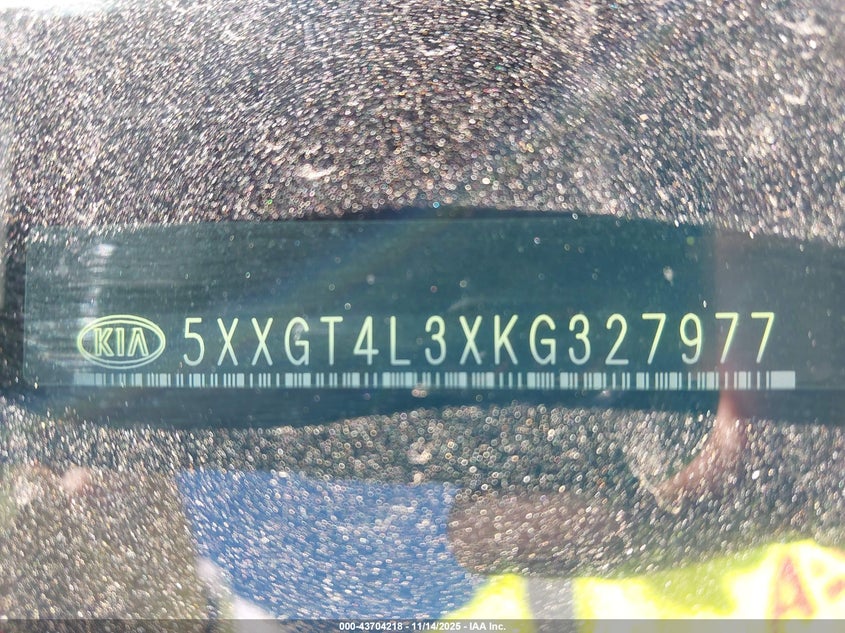 KIA 5XXGT4L3XKG327977
A-
000-43704218 - 11/14/2025 - IAA Inc.